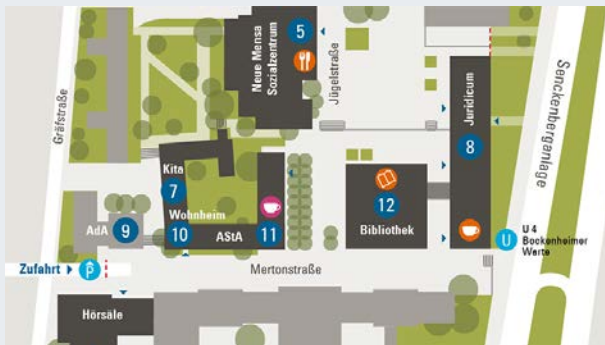 5
Neue Mensa
Sozialzentrum
Jügelstraße
Gräfstraße
Juridicum
8
Senckenberganlage
Kita
7
Wohnheim
12
Bibliothek
AdA
9
10
AStA
11
U
U 4
Bockenheimer
Warte
Zufahrt
P
Mertonstraße
Hörsäle